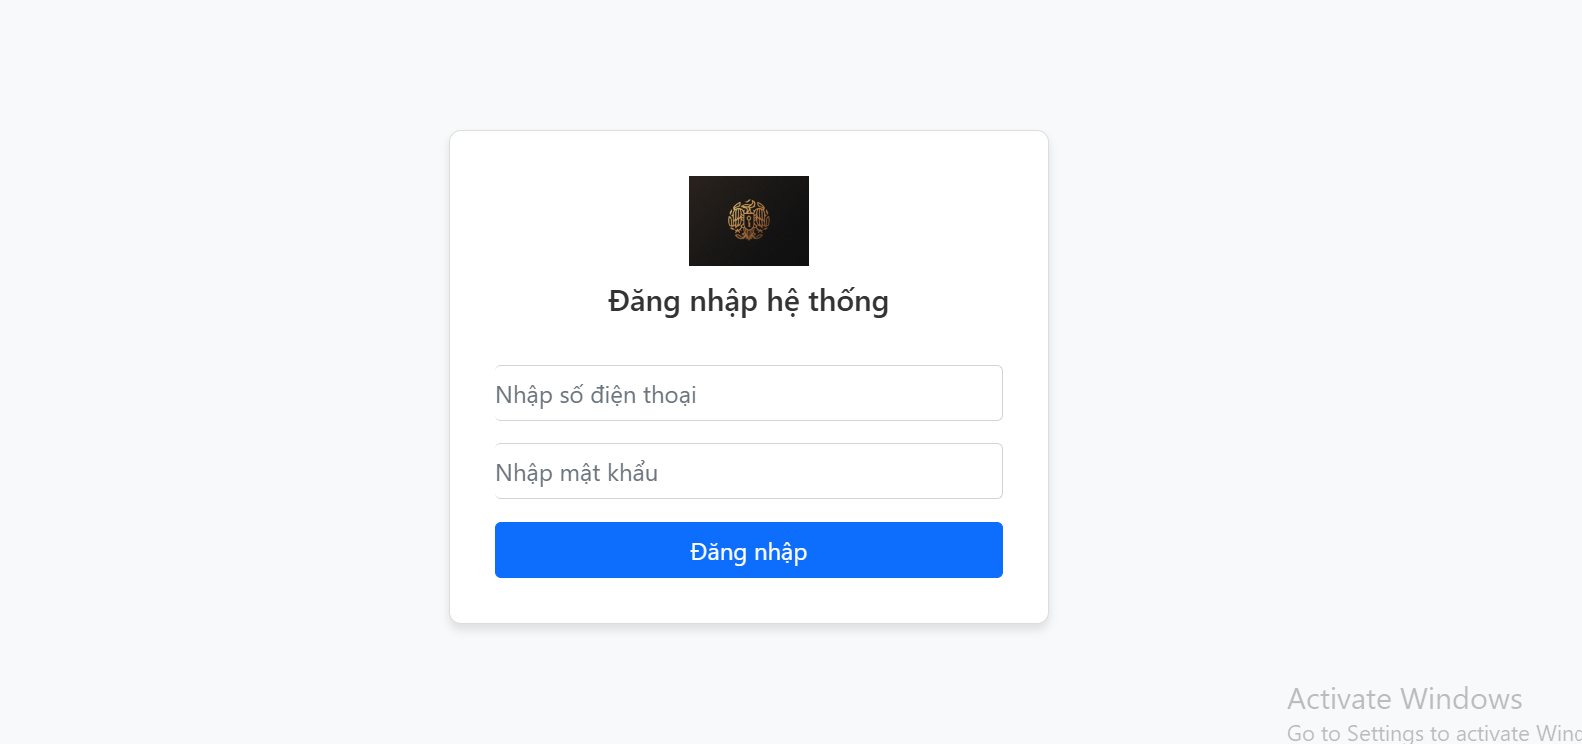 Đăng nhập hệ thống
Nhập số điện thoại
Nhập mật khẩu
Đăng nhập
Activate Windows
Go to Settings to activate Wind